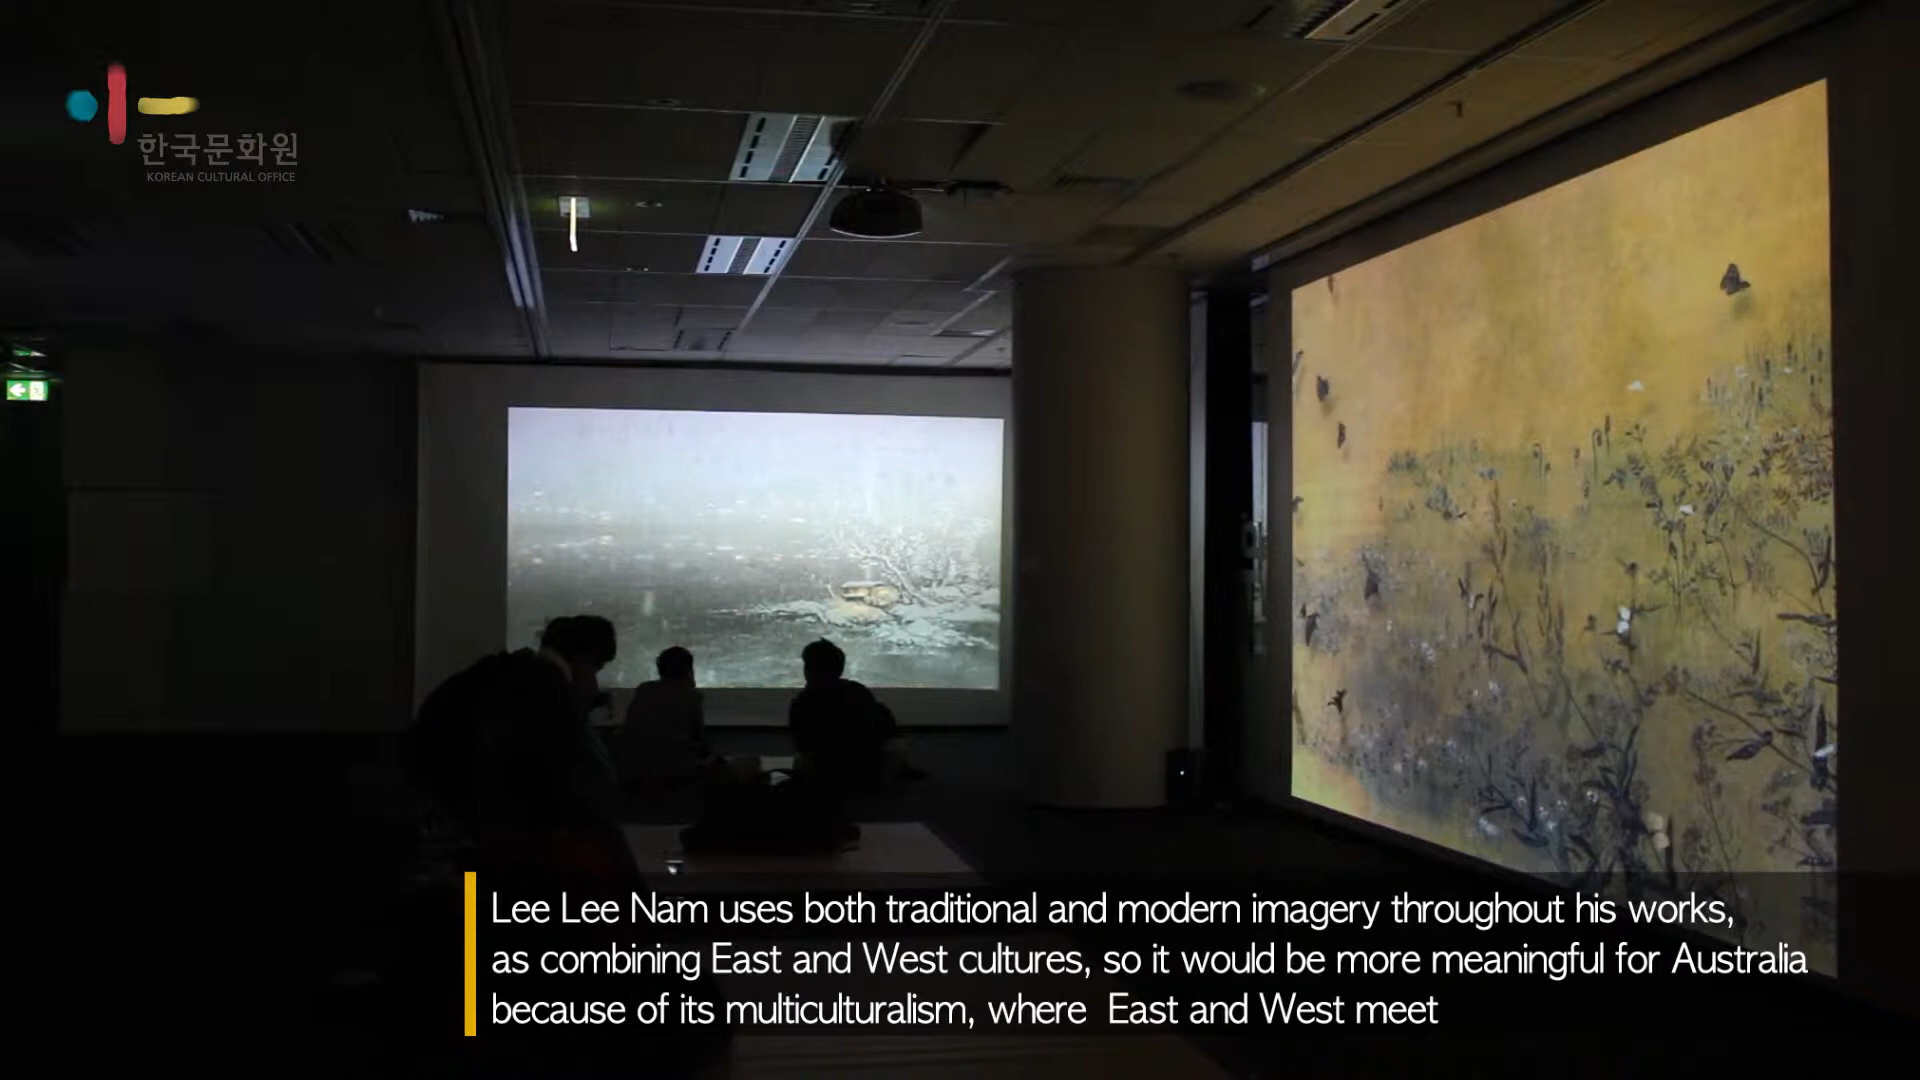 한국문화원
KOREAN CULTURAL OFFICE
Lee Lee Nam uses both traditional and modern imagery throughout his works,
as combining East and West cultures, so it would be more meaningful for Australia
because of its multiculturalism, where East and West meet